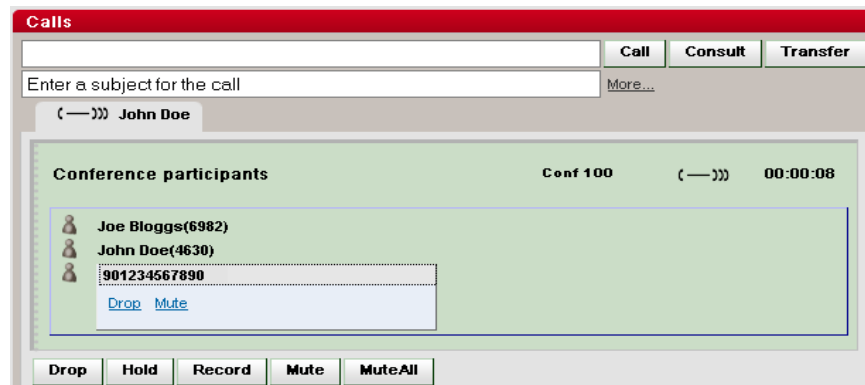 Calls
Call Consult Transfer
Enter a subject for the call More...
John Doe
Conference participants Conf 100 00:00:08
Joe Bloggs(6982)
John Doe(4630)
901234567890
Drop Mute
Drop Hold Record Mute MuteAll